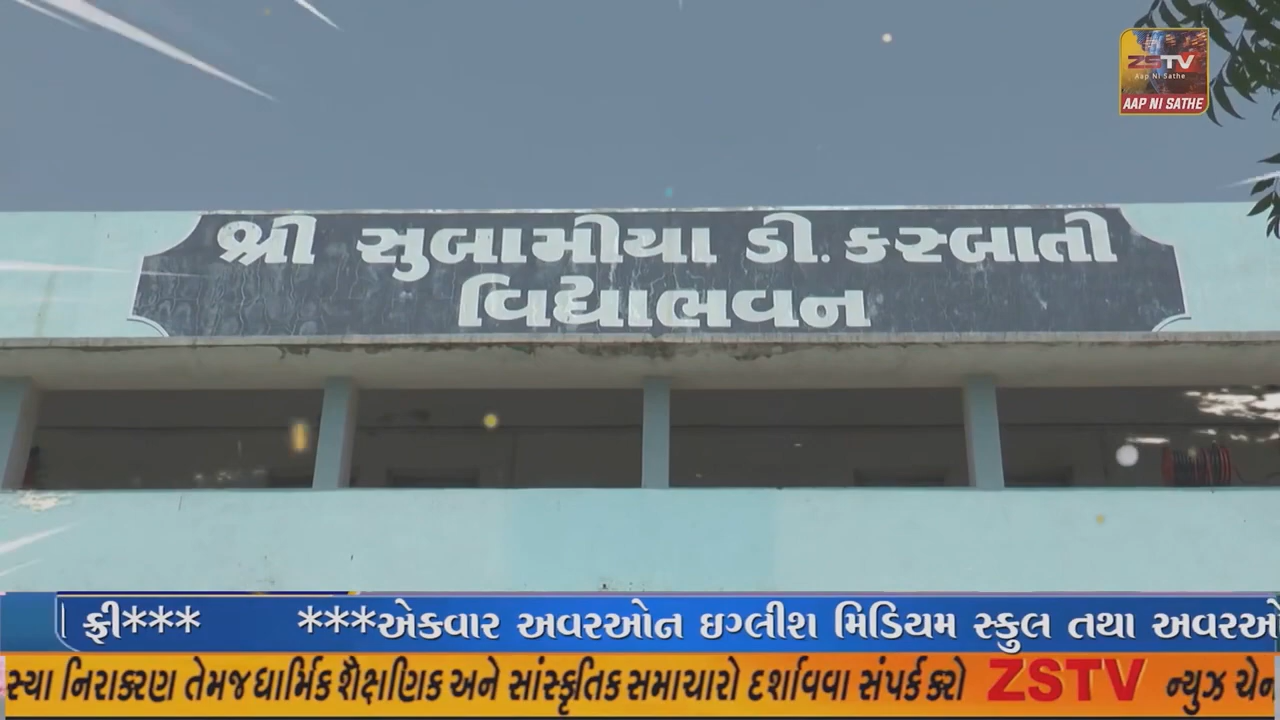 ZSTV
Aap Ni Sathe
AAP NI SATHE
શ્રી સુબામીયા ડી. કસ્બાતી
વિદ્યાભવન
ફ્રી*** ***એકવાર અવરઓન ઇગ્લીશ મિડિયમ સ્કુલ તથા અવરઓ
સ્યા નિરાકરણ તેમજ ધાર્મિક શૈક્ષણિક અને સાંસ્કૃતિક સમાચારો દર્શાવવા સંપર્ક કરો ZSTV ન્યુઝ ચેન